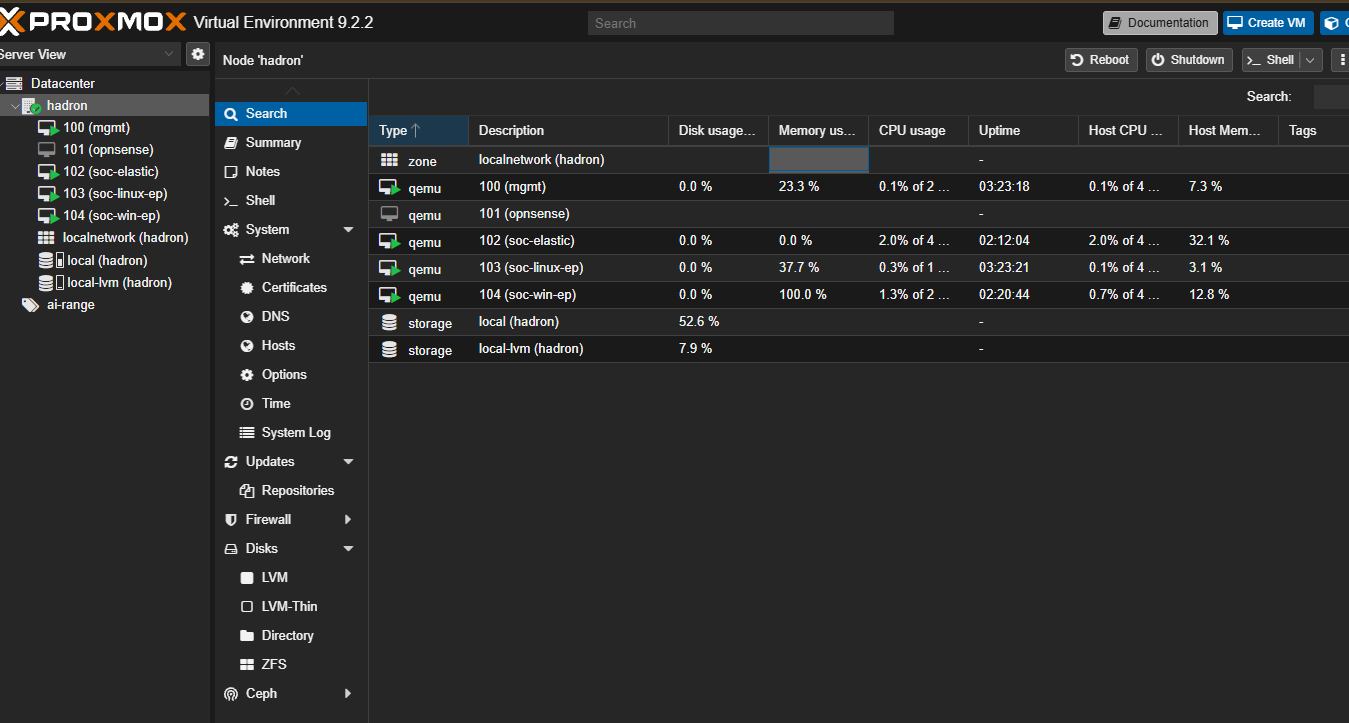 PROXMOX Virtual Environment 9.2.2
Search
Documentation
Create VM
Server View
Node 'hadron'
Reboot
Shutdown
Shell
Datacenter
hadron
100 (mgmt)
101 (opnsense)
102 (soc-elastic)
103 (soc-linux-ep)
104 (soc-win-ep)
localnetwork (hadron)
local (hadron)
local-lvm (hadron)
ai-range
Search
Summary
Notes
Shell
System
Network
Certificates
DNS
Hosts
Options
Time
System Log
Updates
Repositories
Firewall
Disks
LVM
LVM-Thin
Directory
ZFS
Ceph
Search:
Type Description Disk usage... Memory us... CPU usage Uptime Host CPU ... Host Mem... Tags
zone localnetwork (hadron) -
qemu 100 (mgmt) 0.0 % 23.3 % 0.1% of 2 ... 03:23:18 0.1% of 4 ... 7.3 %
qemu 101 (opnsense) -
qemu 102 (soc-elastic) 0.0 % 0.0 % 2.0% of 4 ... 02:12:04 2.0% of 4 ... 32.1 %
qemu 103 (soc-linux-ep) 0.0 % 37.7 % 0.3% of 1 ... 03:23:21 0.1% of 4 ... 3.1 %
qemu 104 (soc-win-ep) 0.0 % 100.0 % 1.3% of 2 ... 02:20:44 0.7% of 4 ... 12.8 %
storage local (hadron) 52.6 % -
storage local-lvm (hadron) 7.9 % -